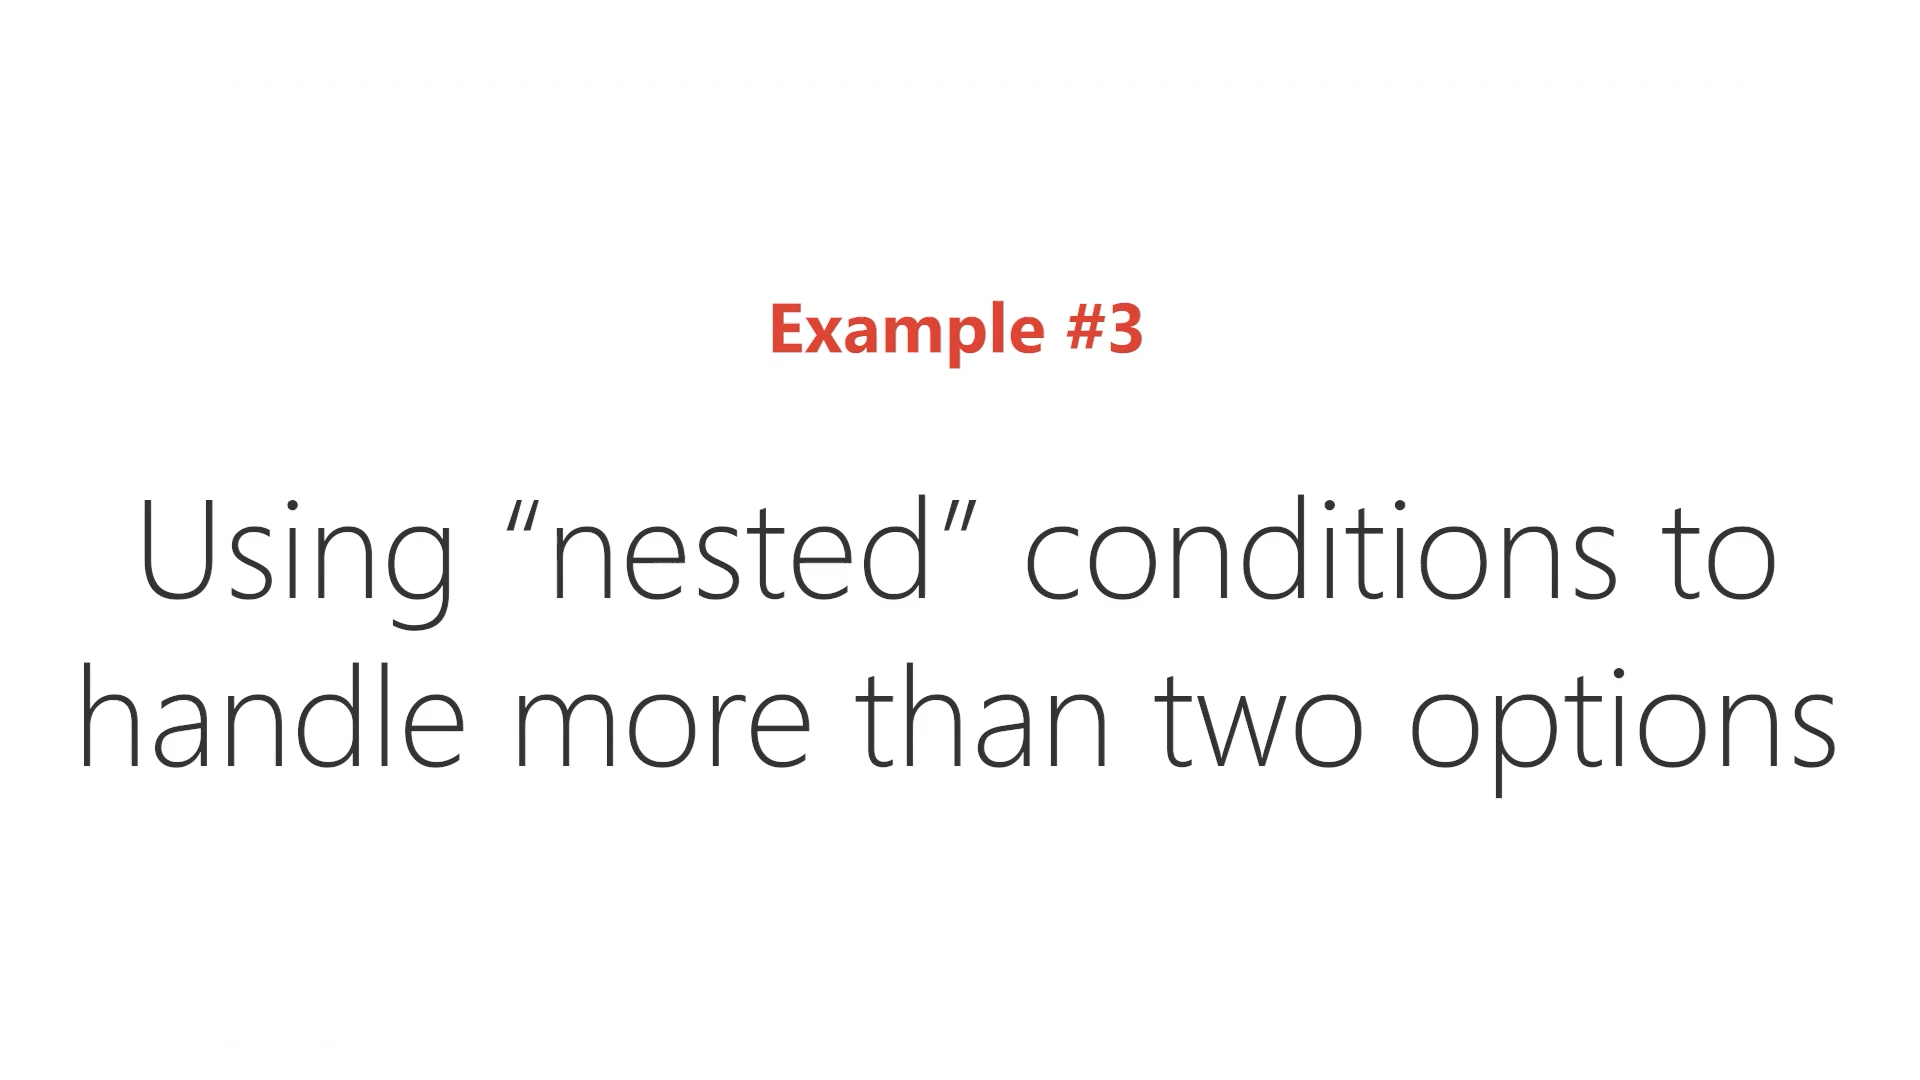 Example #3
Using “nested” conditions to
handle more than two options